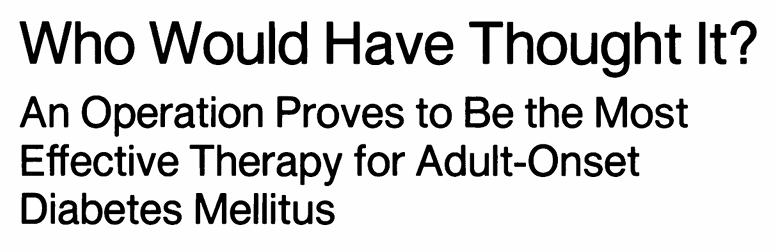 Who Would Have Thought It?
An Operation Proves to Be the Most
Effective Therapy for Adult-Onset
Diabetes Mellitus